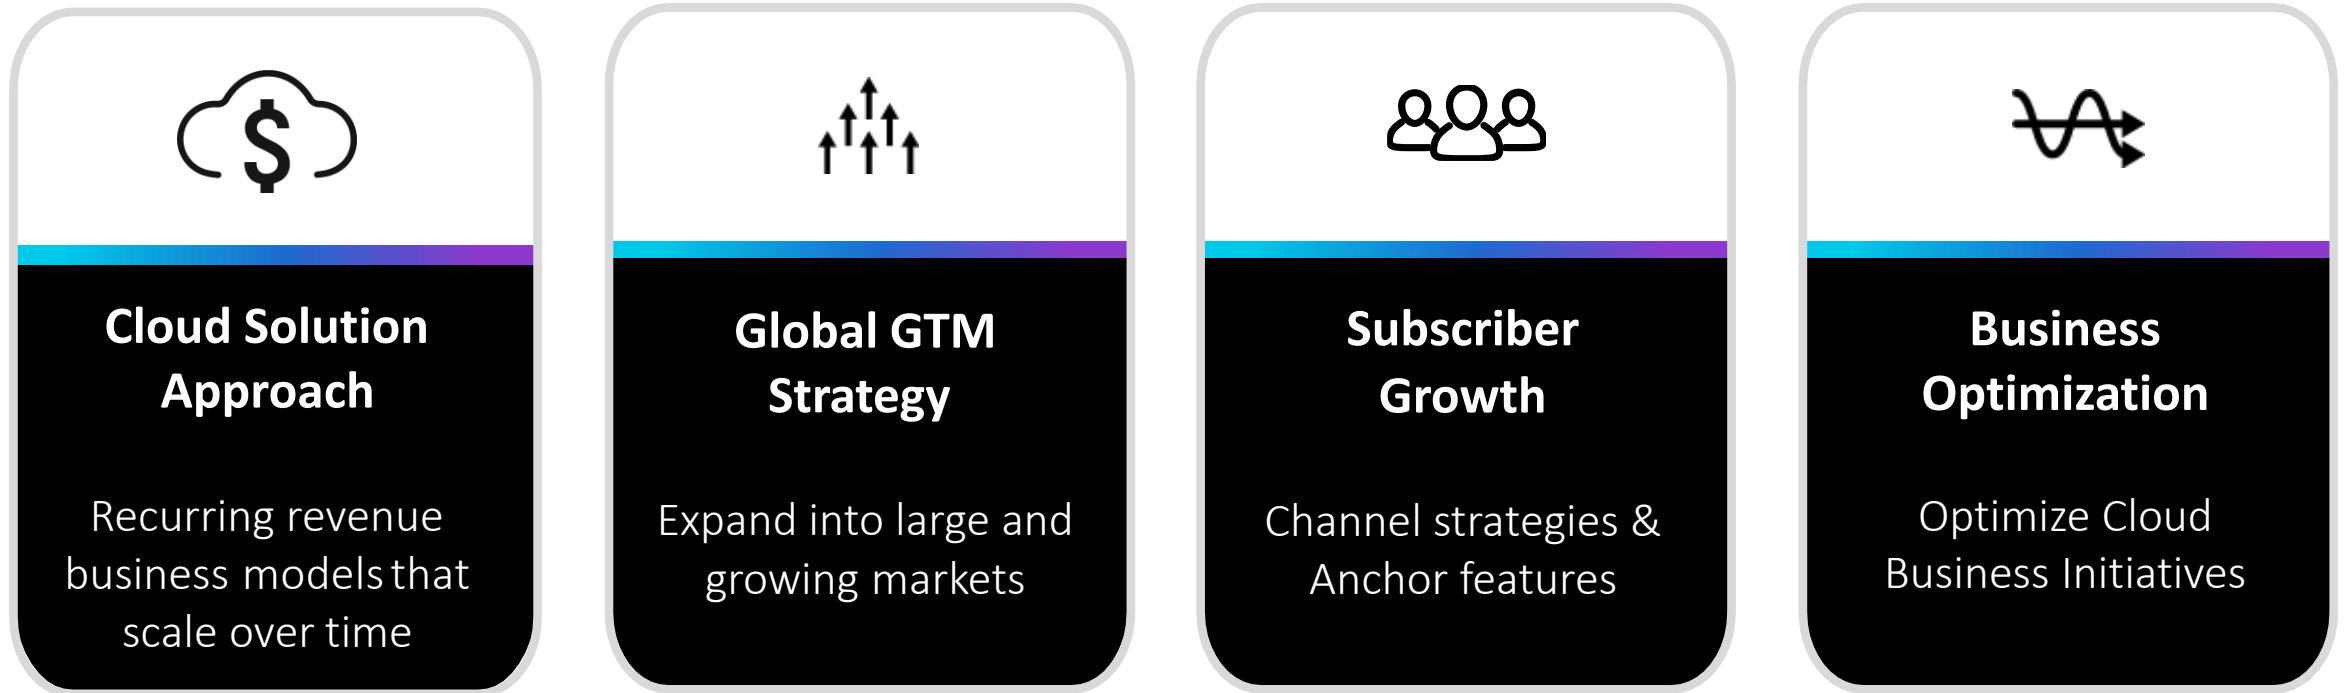 Cloud Solution
Approach
Recurring revenue
business models that
scale over time
Global GTM
Strategy
Expand into large and
growing markets
Subscriber
Growth
Channel strategies &
Anchor features
Business
Optimization
Optimize Cloud
Business Initiatives